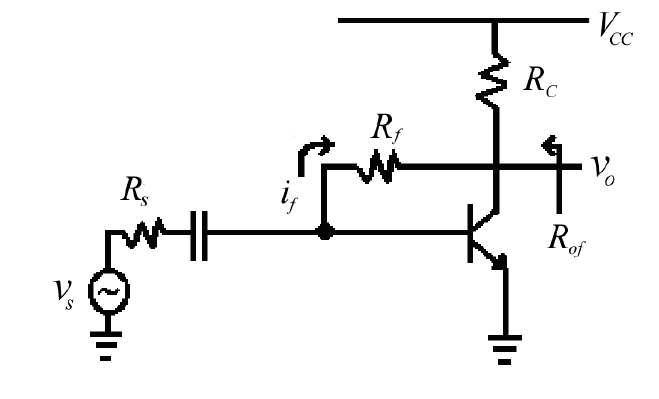 V_CC
R_C
R_f
v_o
i_f
R_s
R_of
v_s